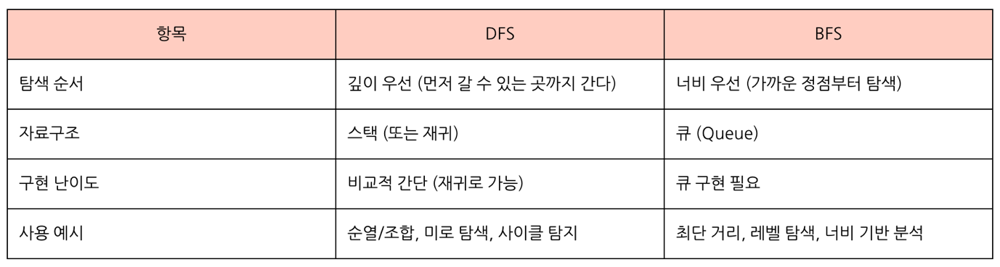 항목 DFS BFS
탐색 순서 깊이 우선 (먼저 갈 수 있는 곳까지 간다) 너비 우선 (가까운 정점부터 탐색)
자료구조 스택 (또는 재귀) 큐 (Queue)
구현 난이도 비교적 간단 (재귀로 가능) 큐 구현 필요
사용 예시 순열/조합, 미로 탐색, 사이클 탐지 최단 거리, 레벨 탐색, 너비 기반 분석